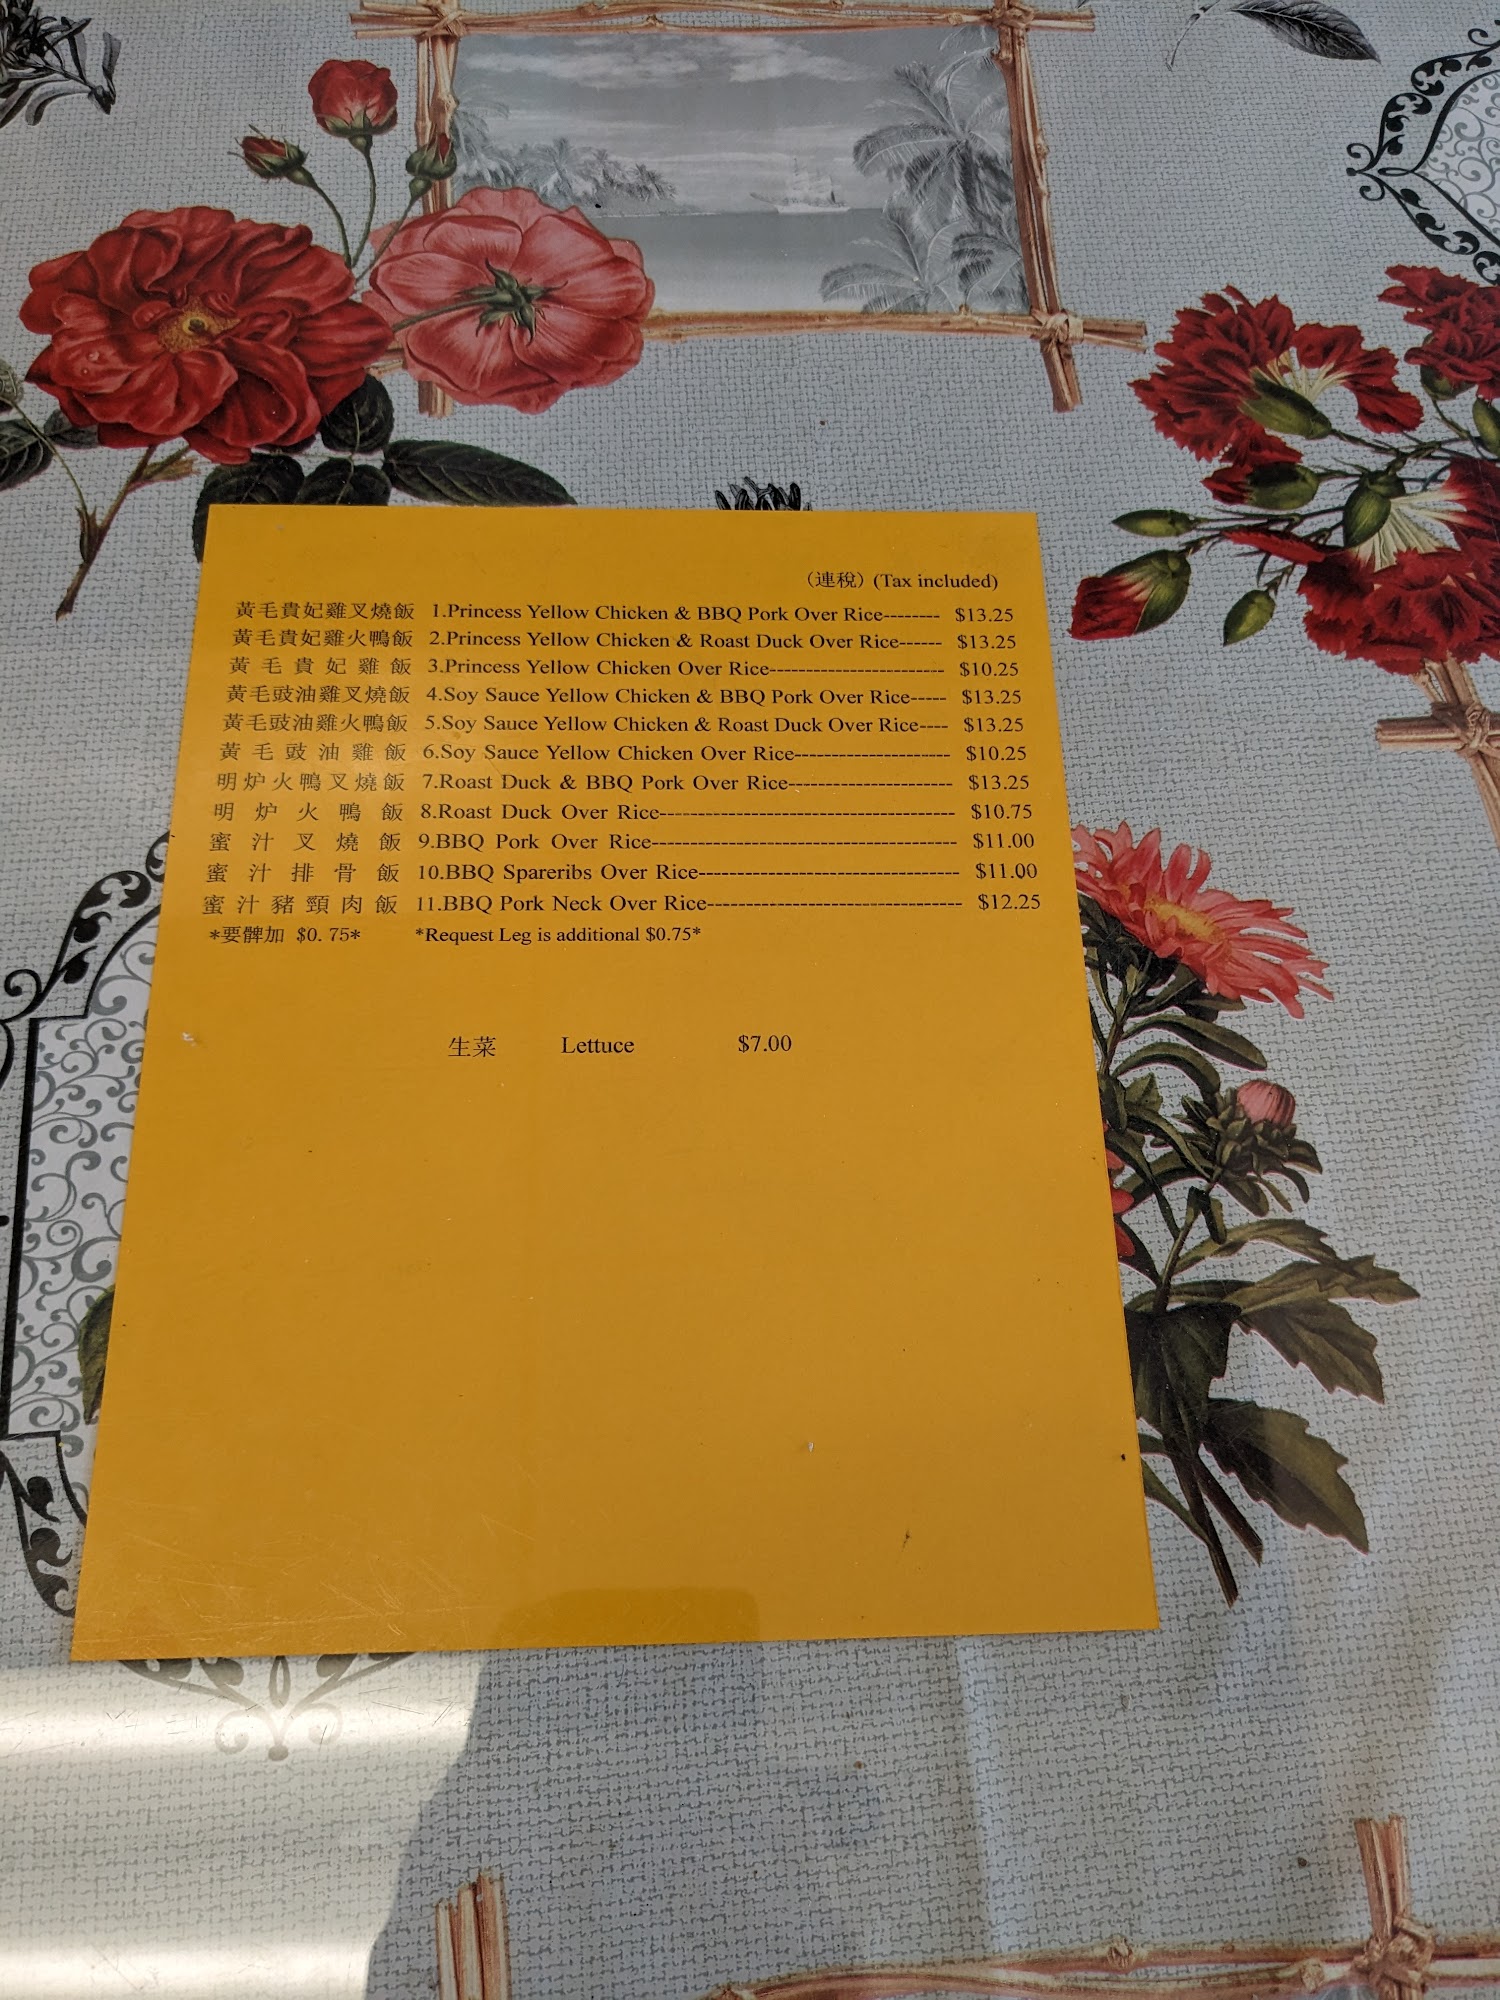 （連稅）(Tax included)
黃毛貴妃雞叉燒飯 1.Princess Yellow Chicken & BBQ Pork Over Rice-------- $13.25
黃毛貴妃雞火鴨飯 2.Princess Yellow Chicken & Roast Duck Over Rice------ $13.25
黃毛貴妃雞飯 3.Princess Yellow Chicken Over Rice------------------------- $10.25
黃毛豉油雞叉燒飯 4.Soy Sauce Yellow Chicken & BBQ Pork Over Rice----- $13.25
黃毛豉油雞火鴨飯 5.Soy Sauce Yellow Chicken & Roast Duck Over Rice---- $13.25
黃毛豉油雞飯 6.Soy Sauce Yellow Chicken Over Rice---------------------- $10.25
明炉火鴨叉燒飯 7.Roast Duck & BBQ Pork Over Rice----------------------- $13.25
明炉火鴨飯 8.Roast Duck Over Rice----------------------------------------- $10.75
蜜汁叉燒飯 9.BBQ Pork Over Rice------------------------------------------- $11.00
蜜汁排骨飯 10.BBQ Spareribs Over Rice------------------------------------ $11.00
蜜汁豬頸肉飯 11.BBQ Pork Neck Over Rice----------------------------------- $12.25
*要髀加 $0.75* *Request Leg is additional $0.75*
生菜 Lettuce $7.00